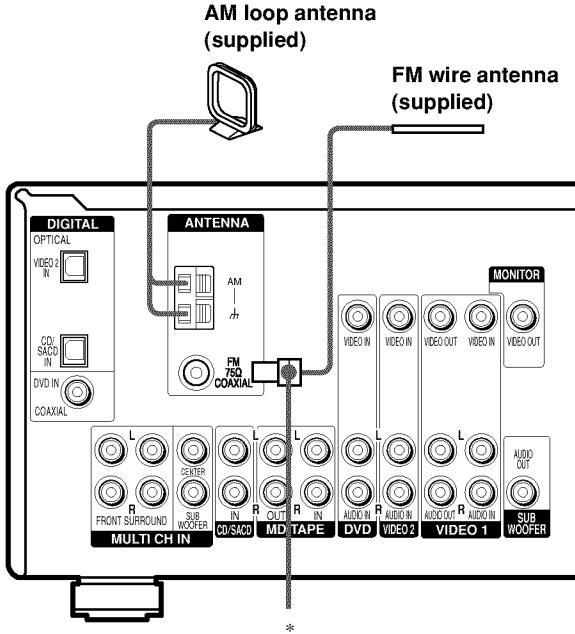 AM loop antenna
(supplied)
FM wire antenna
(supplied)
DIGITAL
OPTICAL
VIDEO 2
IN
CD/
SACD
IN
DVD IN
COAXIAL
ANTENNA
AM
FM
75Ω
COAXIAL
MONITOR
VIDEO IN
VIDEO IN
VIDEO OUT
VIDEO IN
VIDEO OUT
L
CENTER
R
FRONT
SURROUND
SUB
WOOFER
MULTI CH IN
L
R
IN
CD/SACD
L
OUT
R
IN
MD/TAPE
L
R
AUDIO IN
DVD
AUDIO IN
VIDEO 2
L
AUDIO OUT
R
AUDIO IN
VIDEO 1
AUDIO
OUT
SUB
WOOFER
*